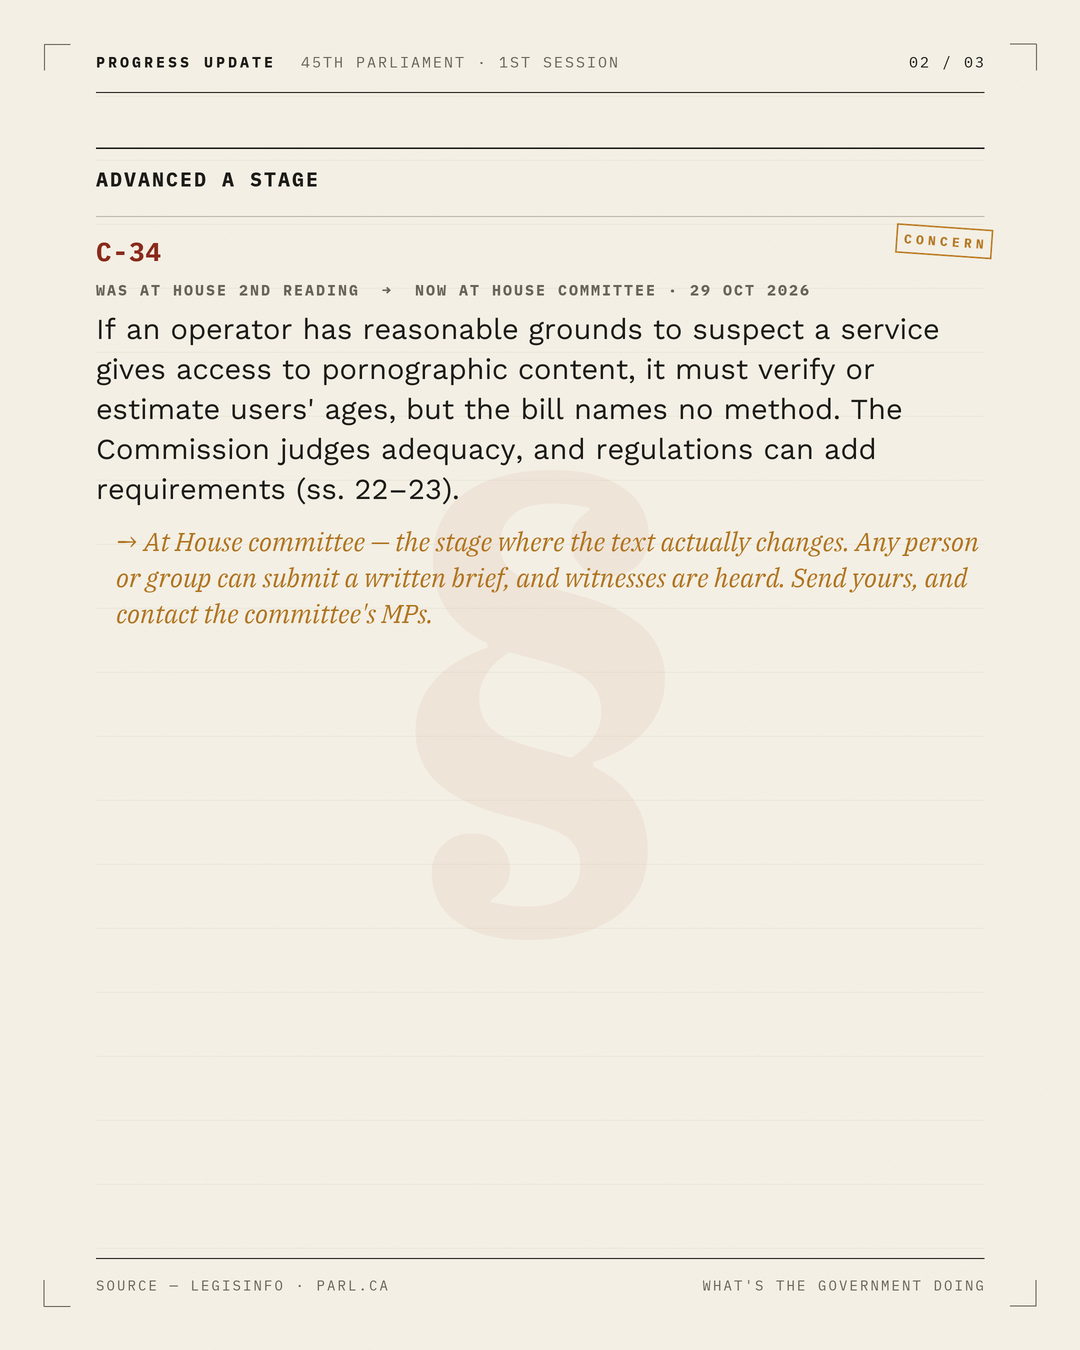 PROGRESS UPDATE 45TH PARLIAMENT · 1ST SESSION 02 / 03
ADVANCED A STAGE
C-34
CONCERN
WAS AT HOUSE 2ND READING → NOW AT HOUSE COMMITTEE · 29 OCT 2026
If an operator has reasonable grounds to suspect a service
gives access to pornographic content, it must verify or
estimate users' ages, but the bill names no method. The
Commission judges adequacy, and regulations can add
requirements (ss. 22–23).
→ At House committee — the stage where the text actually changes. Any person
or group can submit a written brief, and witnesses are heard. Send yours, and
contact the committee's MPs.
§
SOURCE — LEGISINFO · PARL.CA WHAT'S THE GOVERNMENT DOING